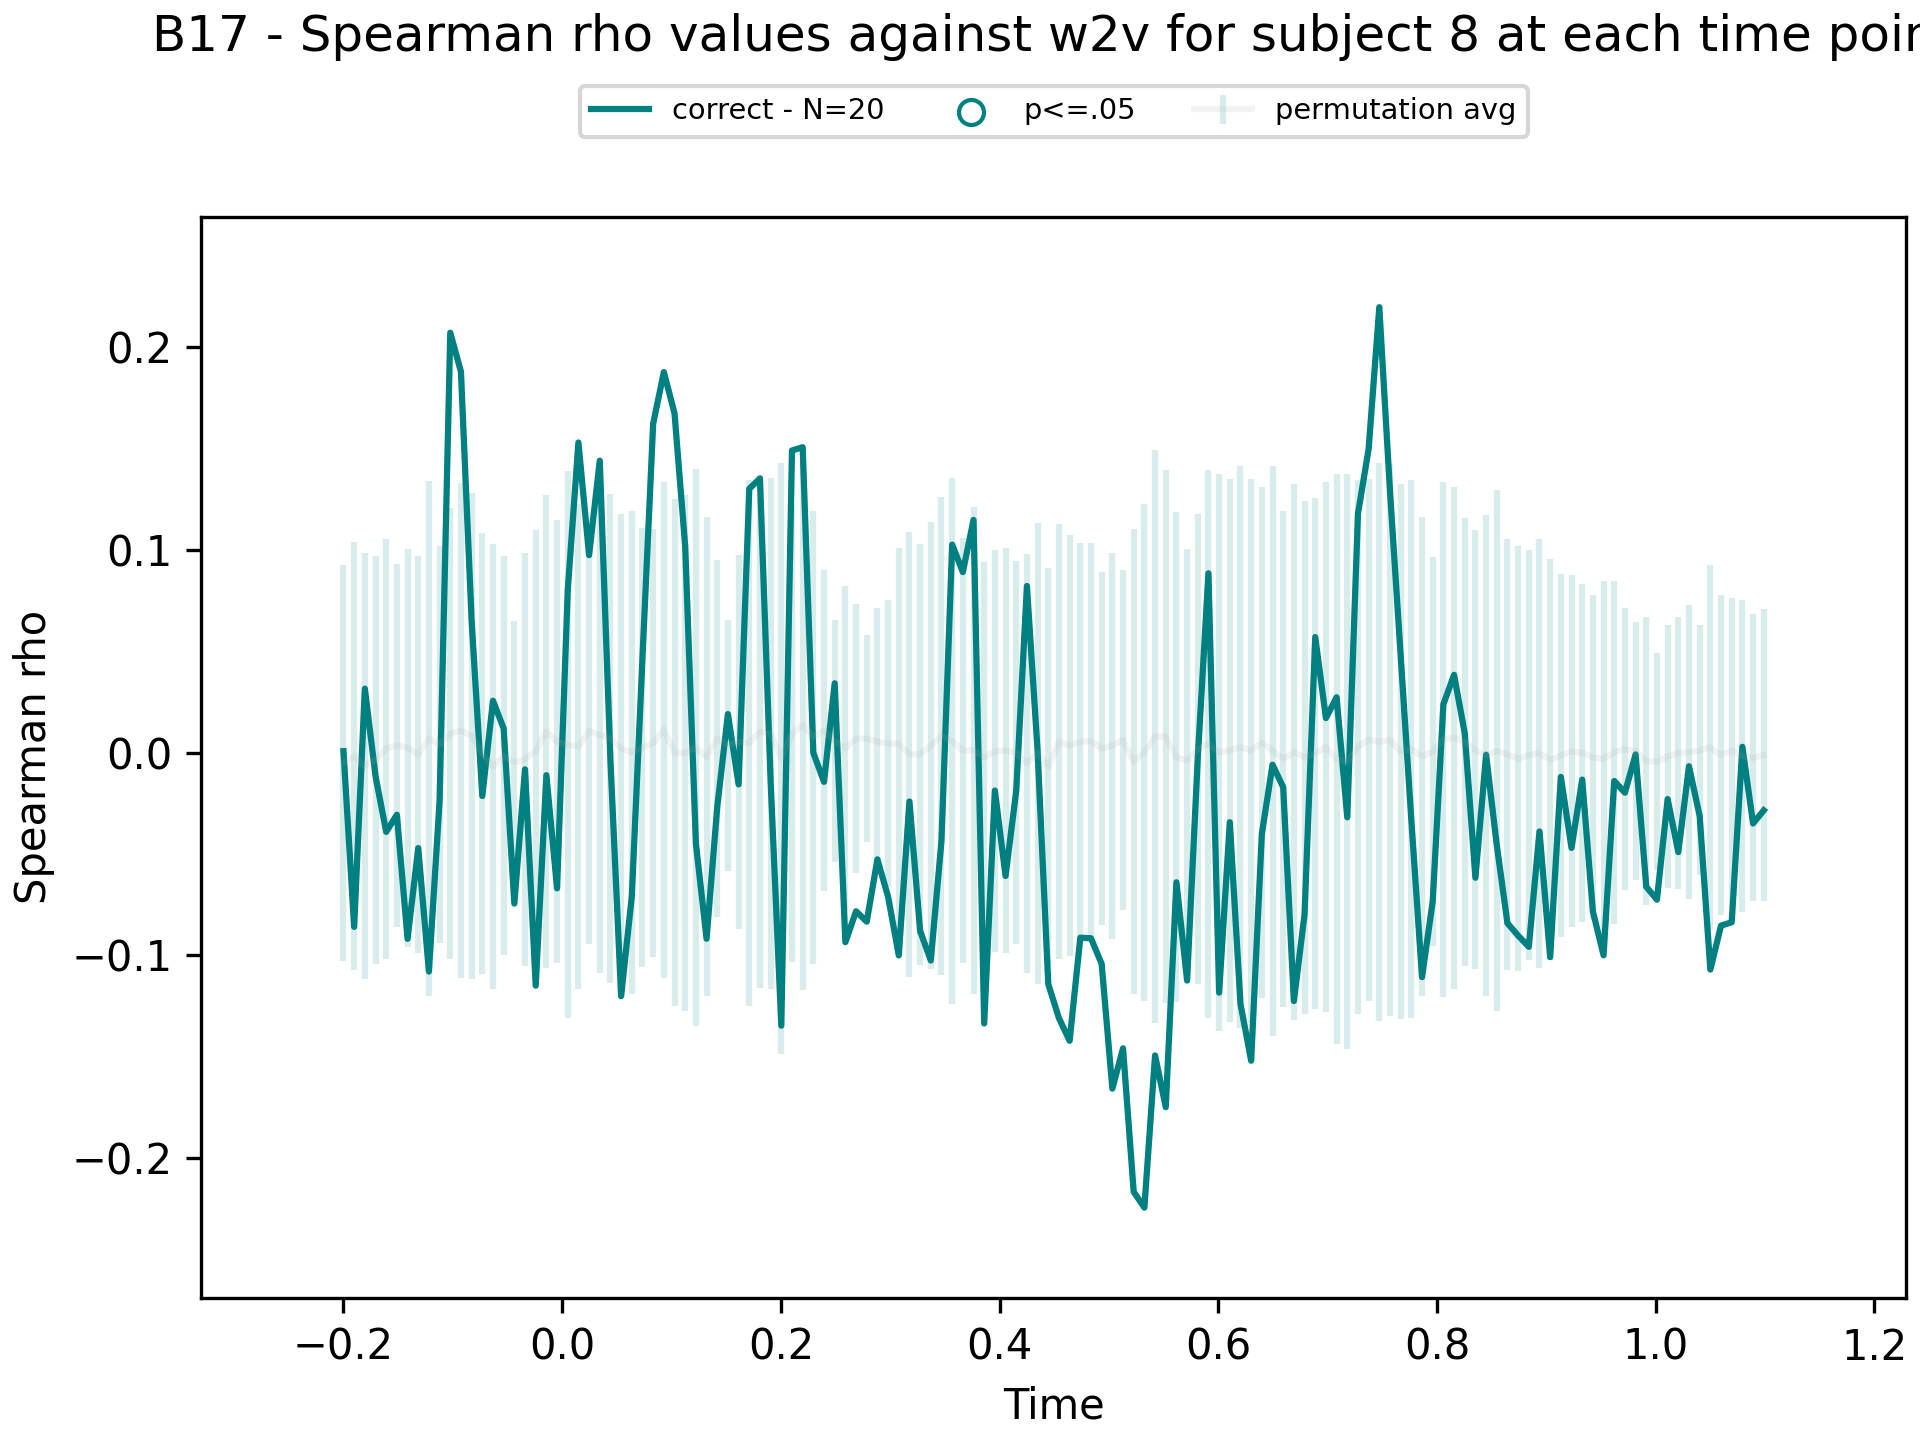 B17 - Spearman rho values against w2v for subject 8 at each time poin
correct - N=20 p<=.05 permutation avg
Spearman rho
0.2
0.1
0.0
−0.1
−0.2
−0.2 0.0 0.2 0.4 0.6 0.8 1.0 1.2
Time